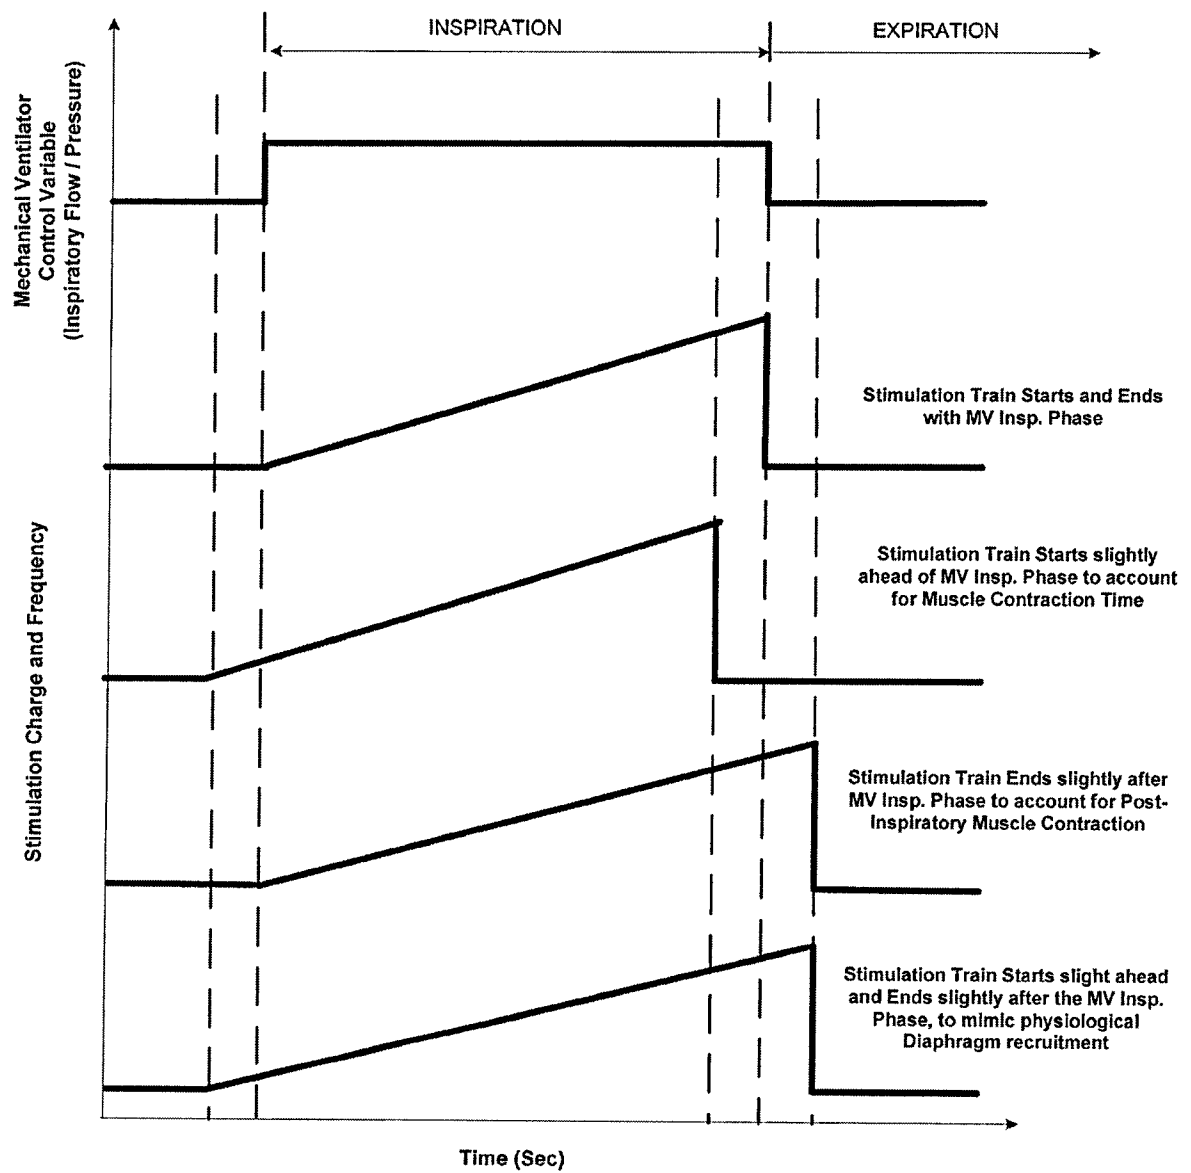 INSPIRATION
EXPIRATION
Mechanical Ventilator
Control Variable
(Inspiratory Flow / Pressure)
Stimulation Train Starts and Ends
with MV Insp. Phase
Stimulation Charge and Frequency
Stimulation Train Starts slightly
ahead of MV Insp. Phase to account
for Muscle Contraction Time
Stimulation Train Ends slightly after
MV Insp. Phase to account for Post-
Inspiratory Muscle Contraction
Stimulation Train Starts slight ahead
and Ends slightly after the MV Insp.
Phase, to mimic physiological
Diaphragm recruitment
Time (Sec)